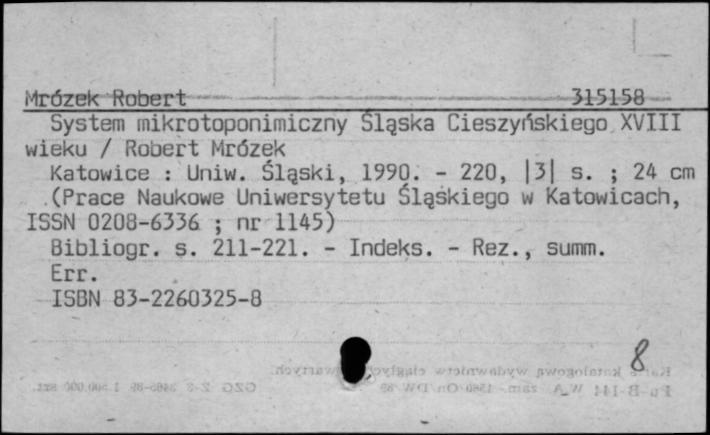 Mrózek Robert 315158
System mikrotoponimiczny Śląska Cieszyńskiego XVIII
wieku / Robert Mrózek
Katowice : Uniw. Śląski, 1990. - 220, |3| s. ; 24 cm
(Prace Naukowe Uniwersytetu Śląskiego w Katowicach,
ISSN 0208-6336 ; nr 1145)
Bibliogr. s. 211-221. - Indeks. - Rez., summ.
Err.
ISBN 83-2260325-8
8